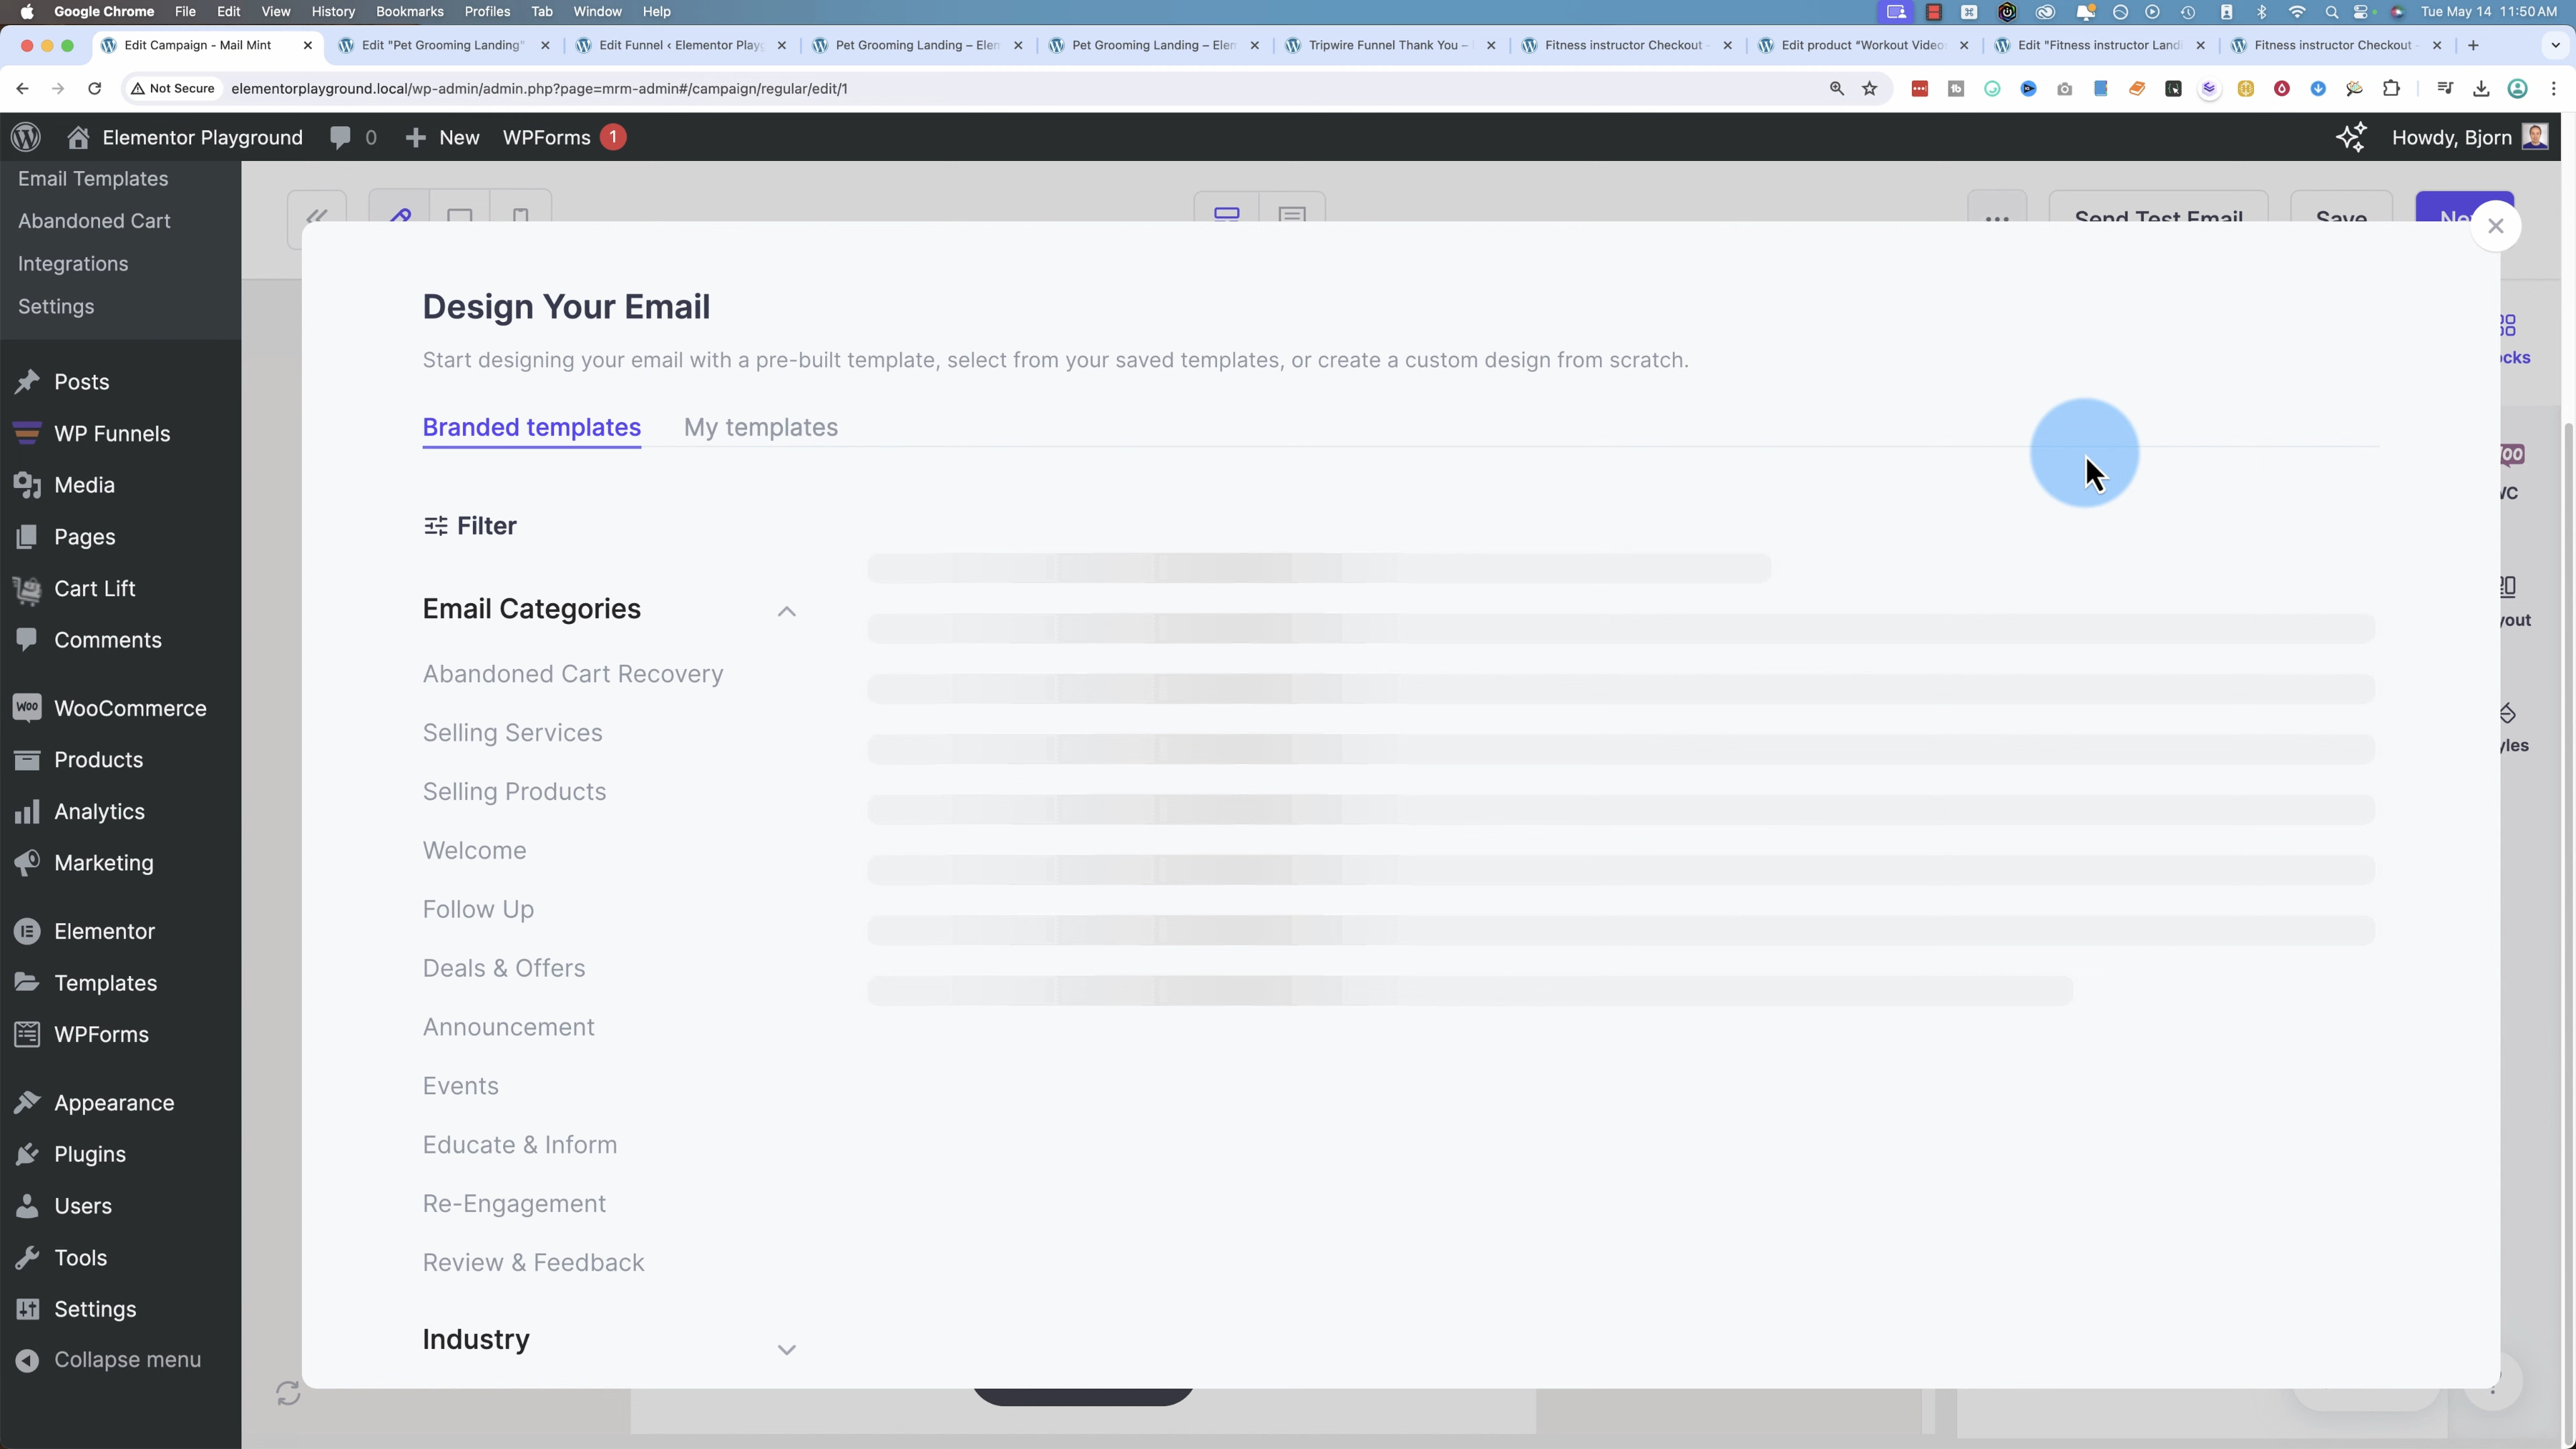 Google Chrome File Edit View History Bookmarks Profiles Tab Window Help Tue May 14 11:50 AM
Edit Campaign - Mail Mint
Edit "Pet Grooming Landing"
Edit Funnel ‹ Elementor Play
Pet Grooming Landing – Elem
Pet Grooming Landing – Elem
Tripwire Funnel Thank You –
Fitness instructor Checkout -
Edit product "Workout Video
Edit "Fitness instructor Land
Fitness instructor Checkout -
Not Secure elementorplayground.local/wp-admin/admin.php?page=mrm-admin#/campaign/regular/edit/1
Elementor Playground 0 New WPForms 1 Howdy, Bjorn
Email Templates
Abandoned Cart
Integrations
Settings
Posts
WP Funnels
Media
Pages
Cart Lift
Comments
WooCommerce
Products
Analytics
Marketing
Elementor
Templates
WPForms
Appearance
Plugins
Users
Tools
Settings
Collapse menu
Send Test Email Save Ne
Design Your Email
Start designing your email with a pre-built template, select from your saved templates, or create a custom design from scratch.
Branded templates My templates
Filter
Email Categories
Abandoned Cart Recovery
Selling Services
Selling Products
Welcome
Follow Up
Deals & Offers
Announcement
Events
Educate & Inform
Re-Engagement
Review & Feedback
Industry
ocks
VC
yout
yles